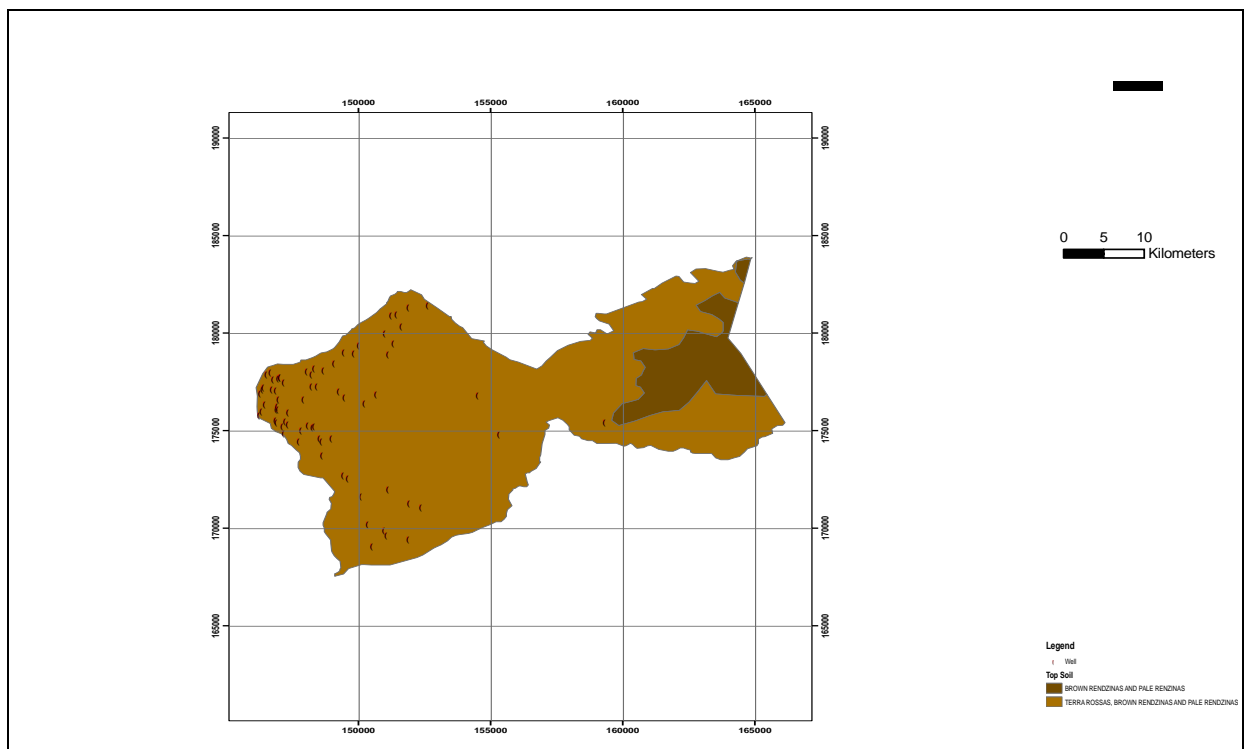 150000 155000 160000 165000
190000 190000
185000 185000
0 5 10
Kilometers
180000 180000
175000 175000
170000 170000
165000 165000
150000 155000 160000 165000
Legend
Well
Top Soil
BROWN RENDZINAS AND PALE RENZINAS
TERRA ROSSAS, BROWN RENDZINAS AND PALE RENDZINAS